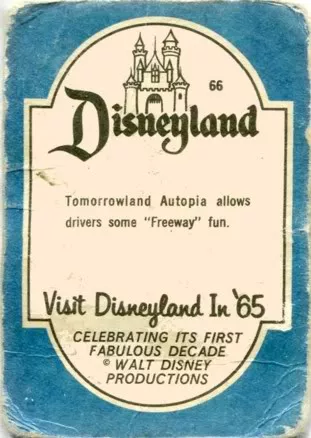 66
Disneyland
Tomorrowland Autopia allows
drivers some "Freeway" fun.
Visit Disneyland In '65
CELEBRATING ITS FIRST
FABULOUS DECADE
© WALT DISNEY
PRODUCTIONS